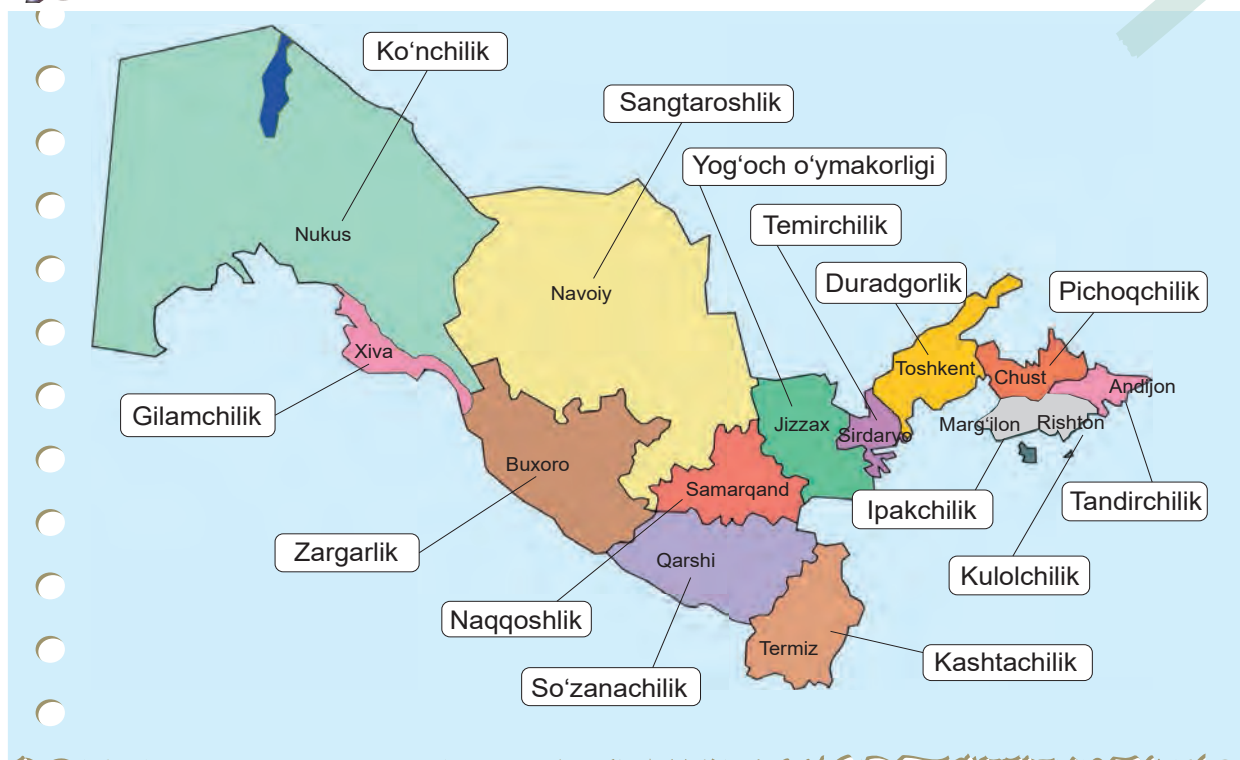 Ko‘nchilik
Sangtaroshlik
Yog‘och o‘ymakorligi
Temirchilik
Duradgorlik
Pichoqchilik
Nukus
Navoiy
Xiva
Toshkent
Chust
Andijon
Gilamchilik
Jizzax
Sirdaryo
Marg‘ilon
Rishton
Buxoro
Samarqand
Ipakchilik
Tandirchilik
Zargarlik
Qarshi
Kulolchilik
Naqqoshlik
Termiz
Kashtachilik
So‘zanachilik